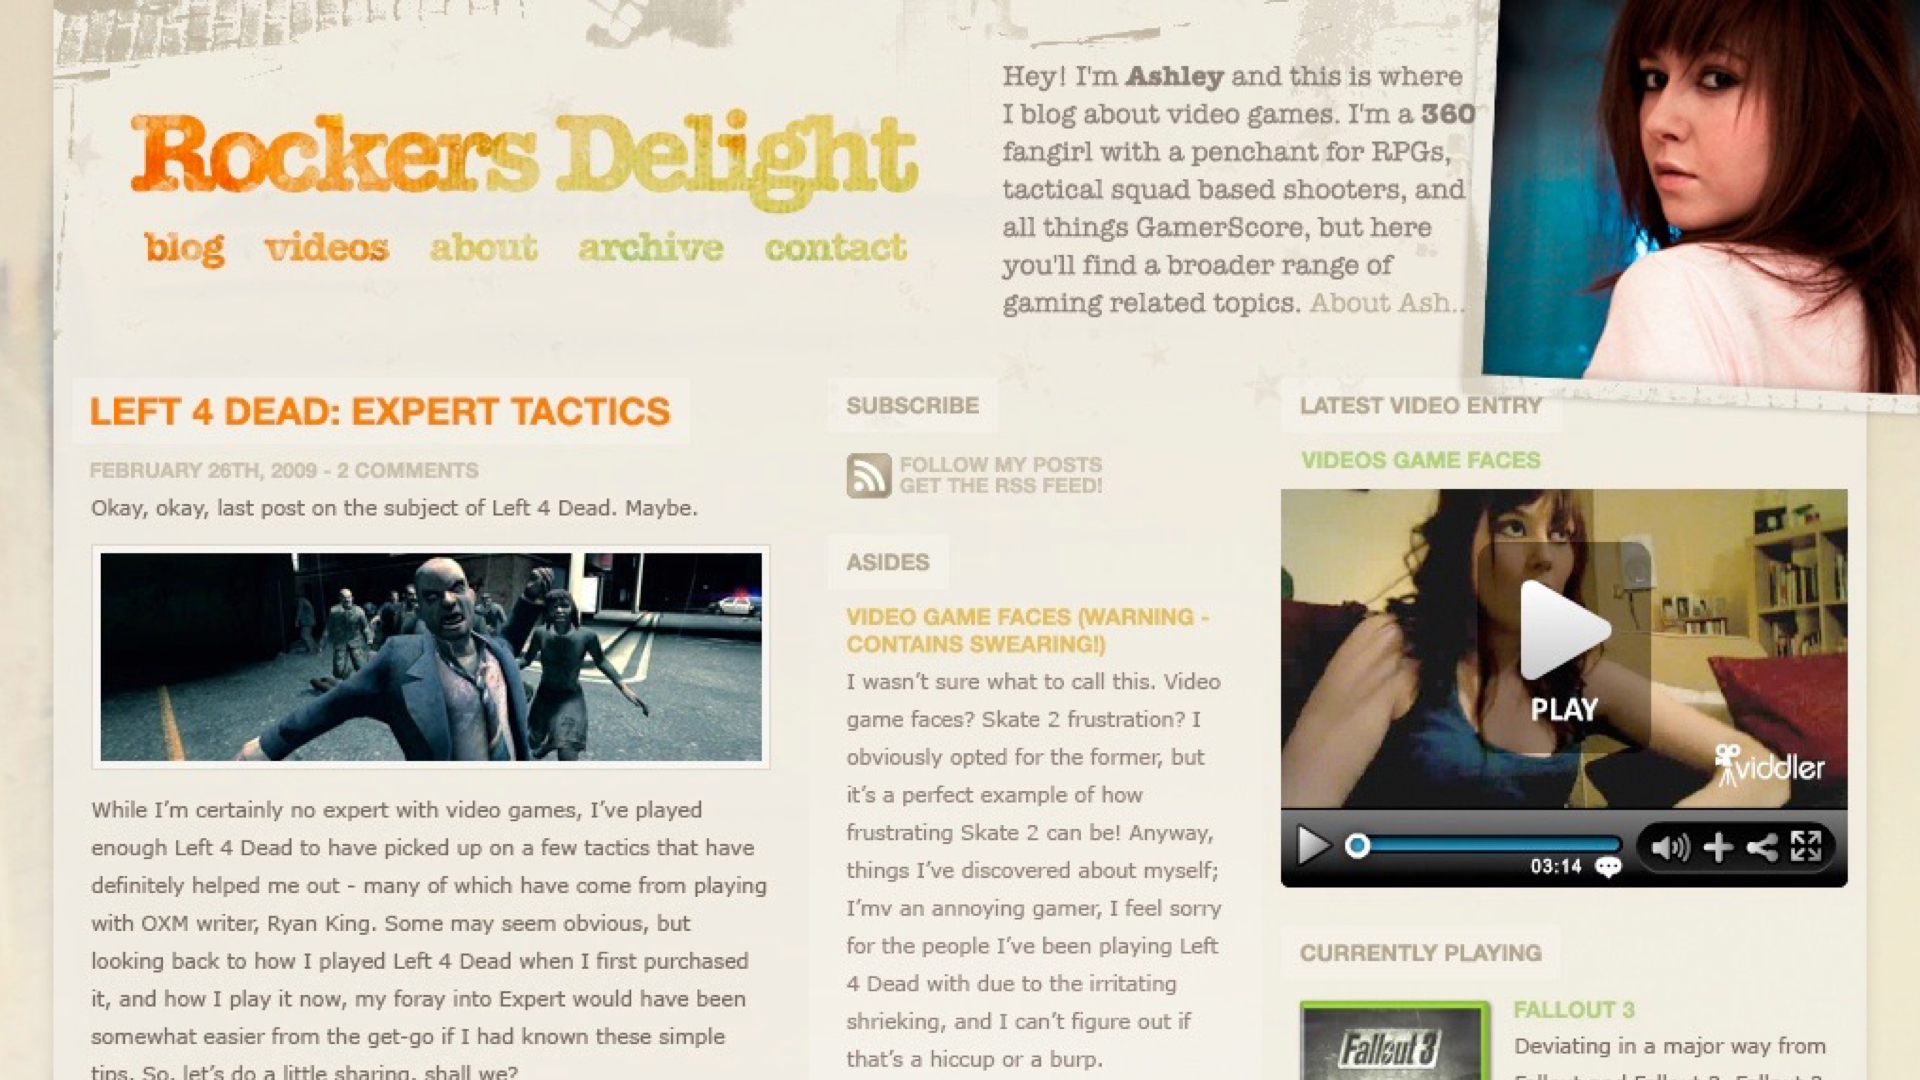 Rockers Delight
blog videos about archive contact
Hey! I'm Ashley and this is where
I blog about video games. I'm a 360
fangirl with a penchant for RPGs,
tactical squad based shooters, and
all things GamerScore, but here
you'll find a broader range of
gaming related topics. About Ash..
LEFT 4 DEAD: EXPERT TACTICS
FEBRUARY 26TH, 2009 - 2 COMMENTS
Okay, okay, last post on the subject of Left 4 Dead. Maybe.
While I’m certainly no expert with video games, I’ve played
enough Left 4 Dead to have picked up on a few tactics that have
definitely helped me out - many of which have come from playing
with OXM writer, Ryan King. Some may seem obvious, but
looking back to how I played Left 4 Dead when I first purchased
it, and how I play it now, my foray into Expert would have been
somewhat easier from the get-go if I had known these simple
tips. So, let’s do a little sharing, shall we?
SUBSCRIBE
FOLLOW MY POSTS
GET THE RSS FEED!
ASIDES
VIDEO GAME FACES (WARNING -
CONTAINS SWEARING!)
I wasn’t sure what to call this. Video
game faces? Skate 2 frustration? I
obviously opted for the former, but
it’s a perfect example of how
frustrating Skate 2 can be! Anyway,
things I’ve discovered about myself;
I’mv an annoying gamer, I feel sorry
for the people I’ve been playing Left
4 Dead with due to the irritating
shrieking, and I can’t figure out if
that’s a hiccup or a burp.
LATEST VIDEO ENTRY
VIDEOS GAME FACES
PLAY
viddler
03:14
CURRENTLY PLAYING
Fallout 3
FALLOUT 3
Deviating in a major way from